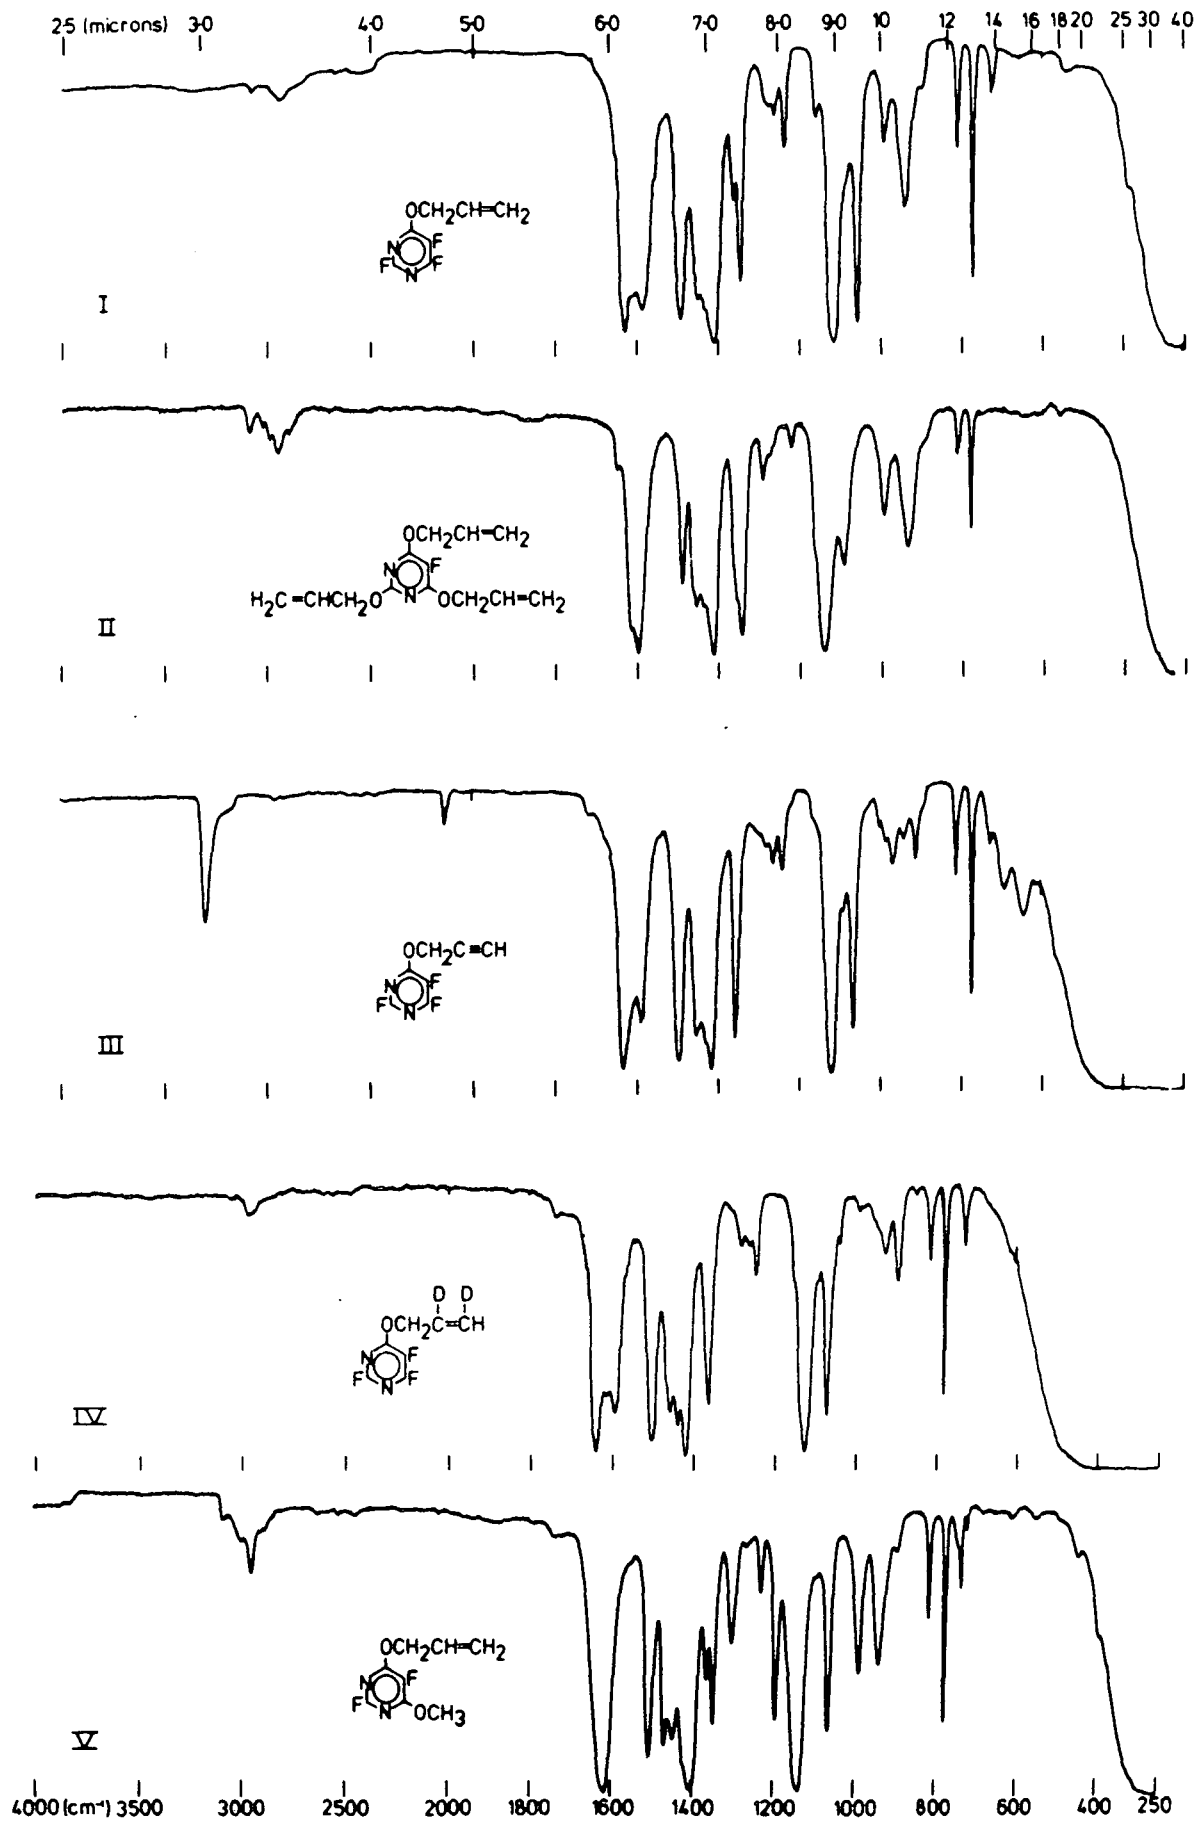 2·5 (microns) 3·0 4·0 5·0 6·0 7·0 8·0 9·0 10 12 14 16 18 20 25 30 40
OCH2CH=CH2
N F
F N F
I
OCH2CH=CH2
N F
H2C=CHCH2O N OCH2CH=CH2
II
OCH2C≡CH
N F
F N F
III
D D
OCH2C=CH
N F
F N F
IV
OCH2CH=CH2
N F
F N OCH3
V
4000 (cm⁻¹) 3500 3000 2500 2000 1800 1600 1400 1200 1000 800 600 400 250